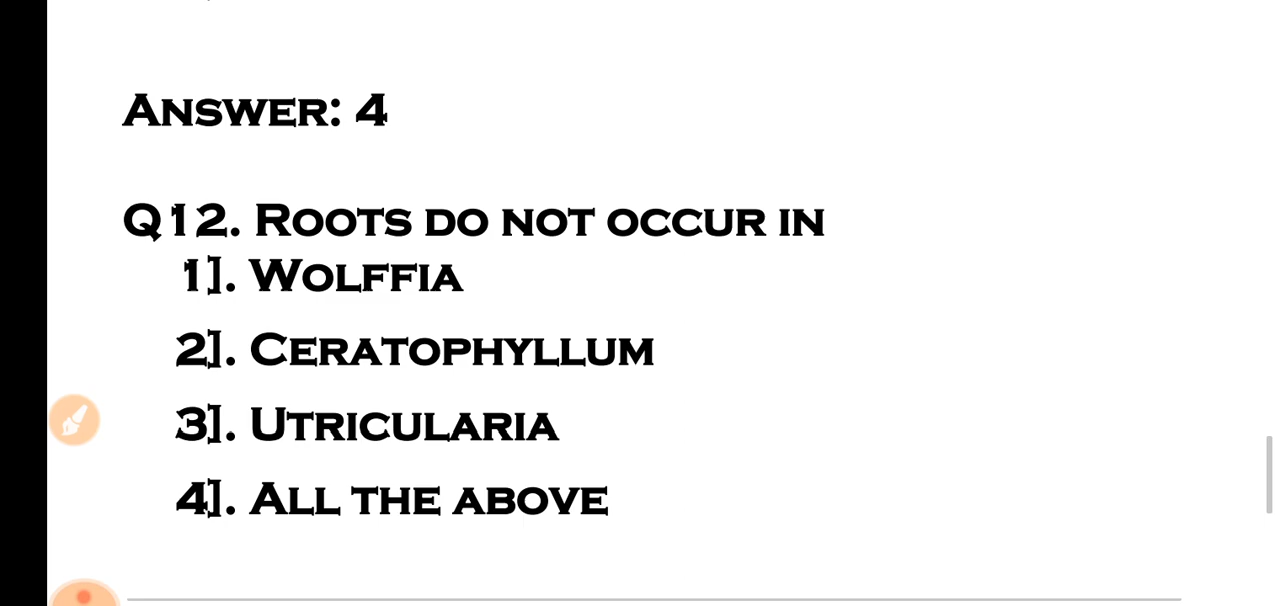 Answer: 4
Q12. Roots do not occur in
1]. Wolffia
2]. Ceratophyllum
3]. Utricularia
4]. All the above